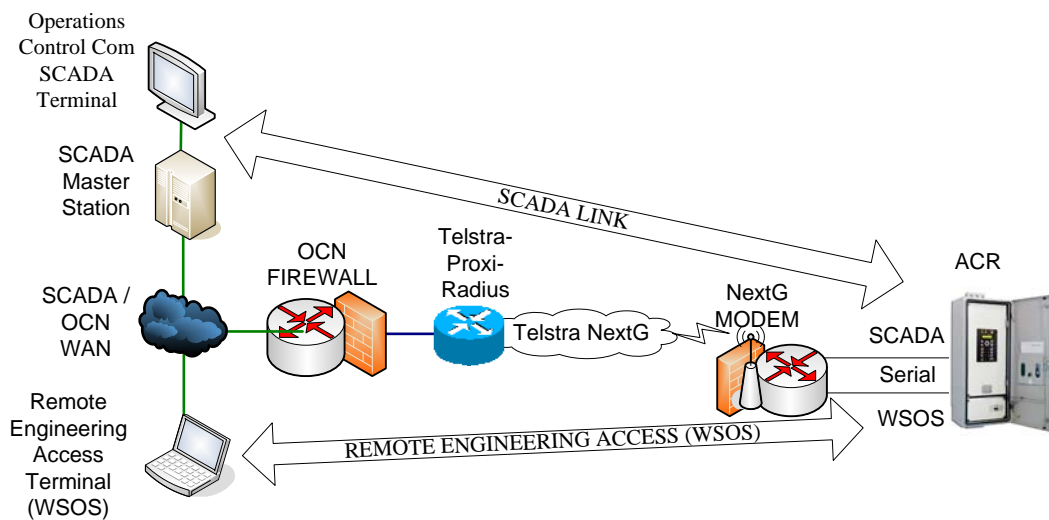 Operations
Control Com
SCADA
Terminal
SCADA
Master
Station
SCADA LINK
SCADA /
OCN
WAN
OCN
FIREWALL
Telstra-
Proxi-
Radius
Telstra NextG
NextG
MODEM
ACR
SCADA
Serial
WSOS
Remote
Engineering
Access
Terminal
(WSOS)
REMOTE ENGINEERING ACCESS (WSOS)